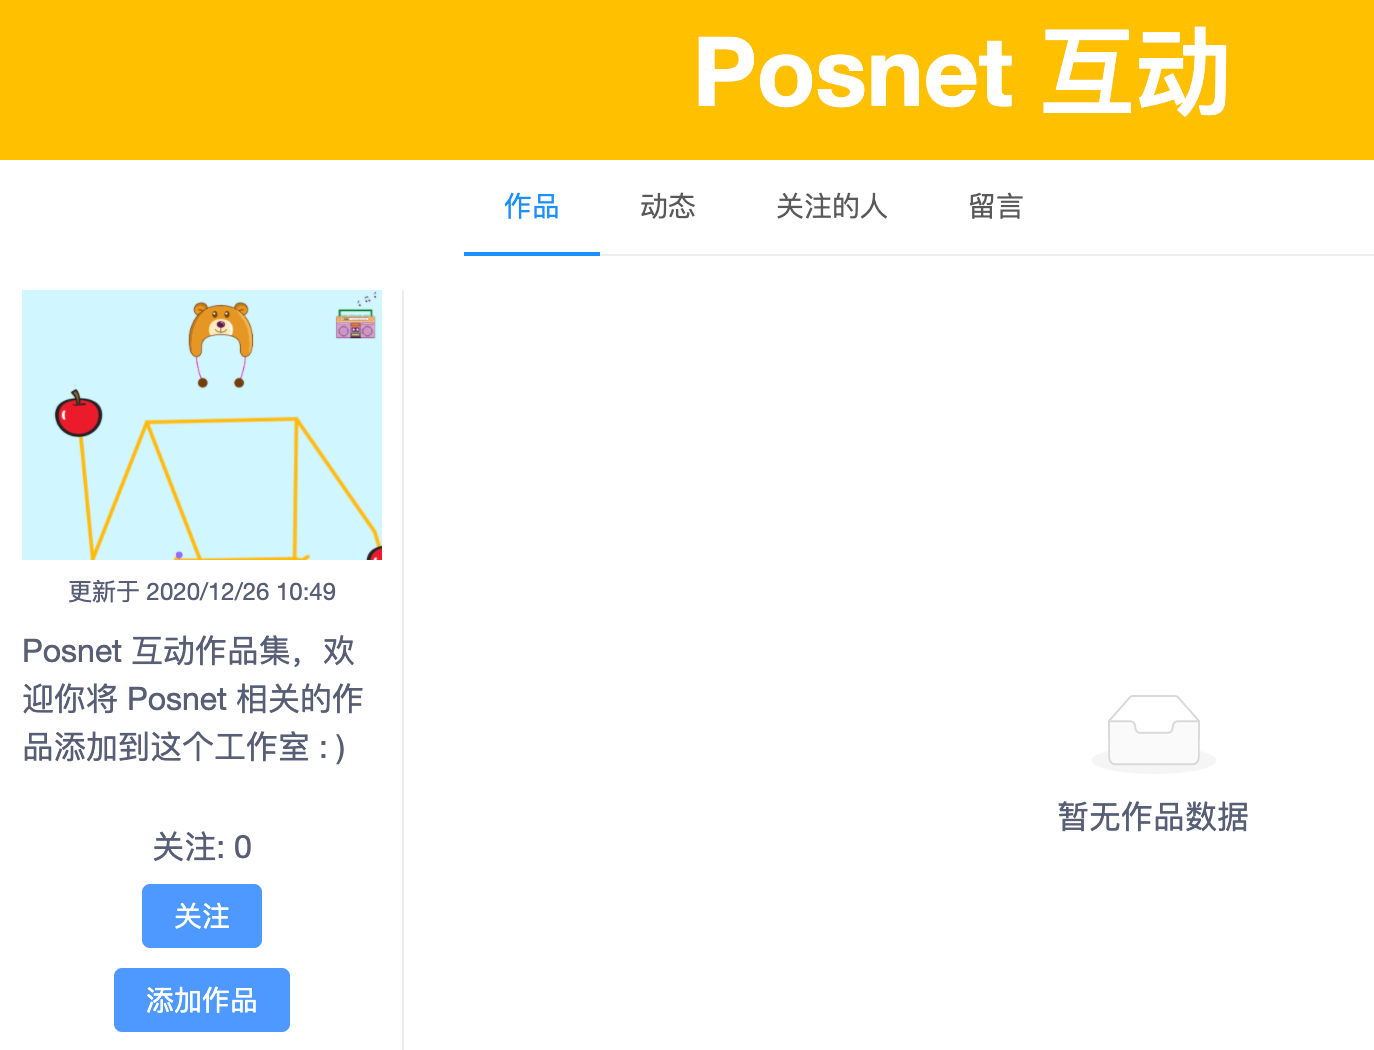 Posnet 互动
作品
动态
关注的人
留言
更新于 2020/12/26 10:49
Posnet 互动作品集，欢
迎你将 Posnet 相关的作
品添加到这个工作室 : )
关注: 0
关注
添加作品
暂无作品数据